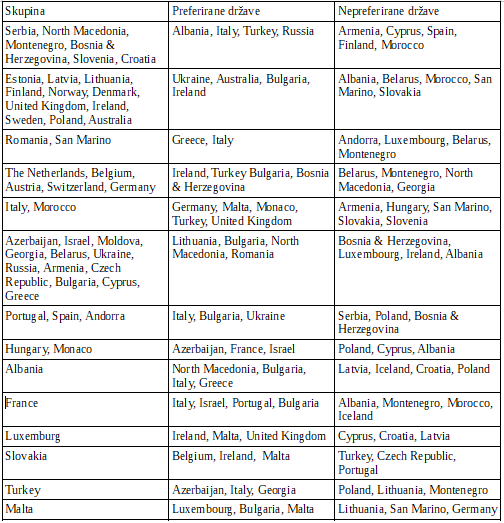 Skupina
Preferirane države
Nepreferirane države
Serbia, North Macedonia,
Montenegro, Bosnia &
Herzegovina, Slovenia, Croatia
Albania, Italy, Turkey, Russia
Armenia, Cyprus, Spain,
Finland, Morocco
Estonia, Latvia, Lithuania,
Finland, Norway, Denmark,
United Kingdom, Ireland,
Sweden, Poland, Australia
Ukraine, Australia, Bulgaria,
Ireland
Albania, Belarus, Morocco, San
Marino, Slovakia
Romania, San Marino
Greece, Italy
Andorra, Luxembourg, Belarus,
Montenegro
The Netherlands, Belgium,
Austria, Switzerland, Germany
Ireland, Turkey Bulgaria, Bosnia
& Herzegovina
Belarus, Montenegro, North
Macedonia, Georgia
Italy, Morocco
Germany, Malta, Monaco,
Turkey, United Kingdom
Armenia, Hungary, San Marino,
Slovakia, Slovenia
Azerbaijan, Israel, Moldova,
Georgia, Belarus, Ukraine,
Russia, Armenia, Czech
Republic, Bulgaria, Cyprus,
Greece
Lithuania, Bulgaria, North
Macedonia, Romania
Bosnia & Herzegovina,
Luxembourg, Ireland, Albania
Portugal, Spain, Andorra
Italy, Bulgaria, Ukraine
Serbia, Poland, Bosnia &
Herzegovina
Hungary, Monaco
Azerbaijan, France, Israel
Poland, Cyprus, Albania
Albania
North Macedonia, Bulgaria,
Italy, Greece
Latvia, Iceland, Croatia, Poland
France
Italy, Israel, Portugal, Bulgaria
Albania, Montenegro, Morocco,
Iceland
Luxemburg
Ireland, Malta, United Kingdom
Cyprus, Croatia, Latvia
Slovakia
Belgium, Ireland, Malta
Turkey, Czech Republic,
Portugal
Turkey
Azerbaijan, Italy, Georgia
Poland, Lithuania, Montenegro
Malta
Luxembourg, Bulgaria, Malta
Lithuania, San Marino, Germany